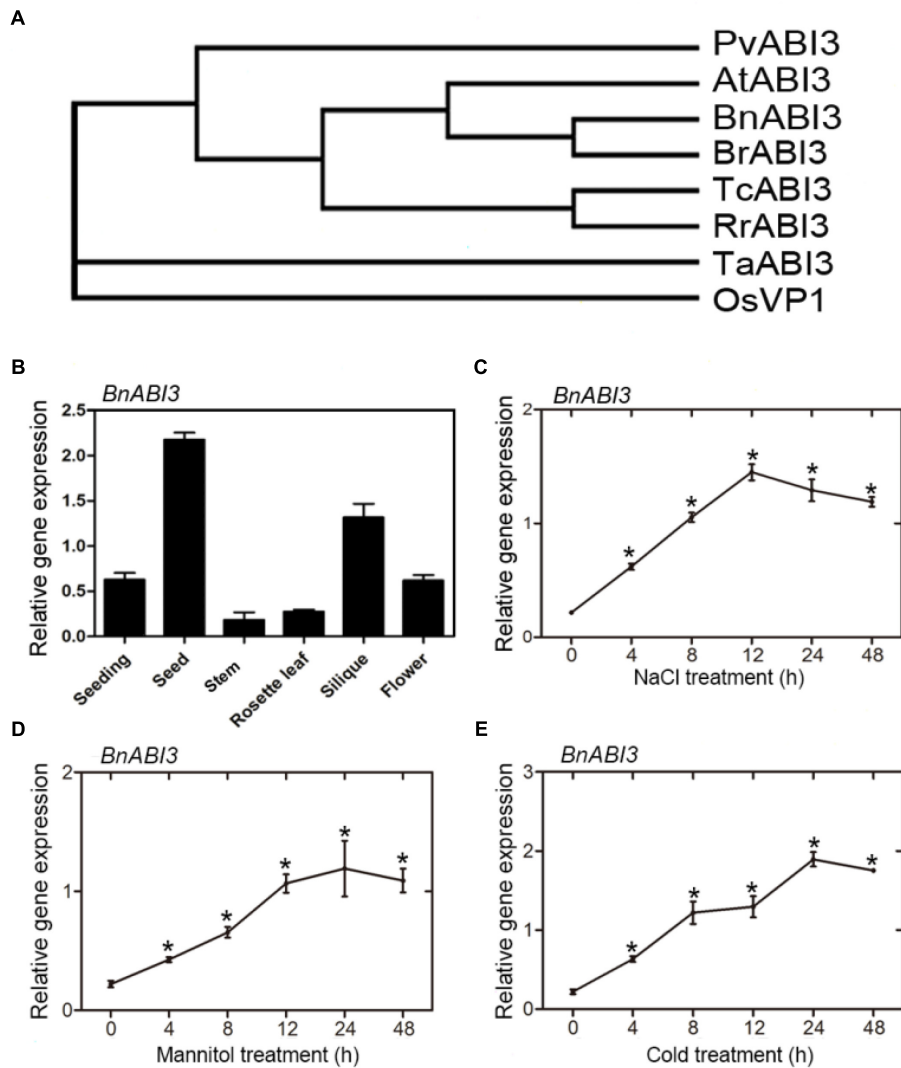 A
PvABI3
AtABI3
BnABI3
BrABI3
TcABI3
RrABI3
TaABI3
OsVP1
B
BnABI3
Relative gene expression
2.5
2.0
1.5
1.0
0.5
0.0
Seeding
Seed
Stem
Rosette leaf
Silique
Flower
C
BnABI3
Relative gene expression
2
1
0
* * * * *
0 4 8 12 24 48
NaCl treatment (h)
D
BnABI3
Relative gene expression
2
1
0
* * * * *
0 4 8 12 24 48
Mannitol treatment (h)
E
BnABI3
Relative gene expression
3
2
1
0
* * * * *
0 4 8 12 24 48
Cold treatment (h)